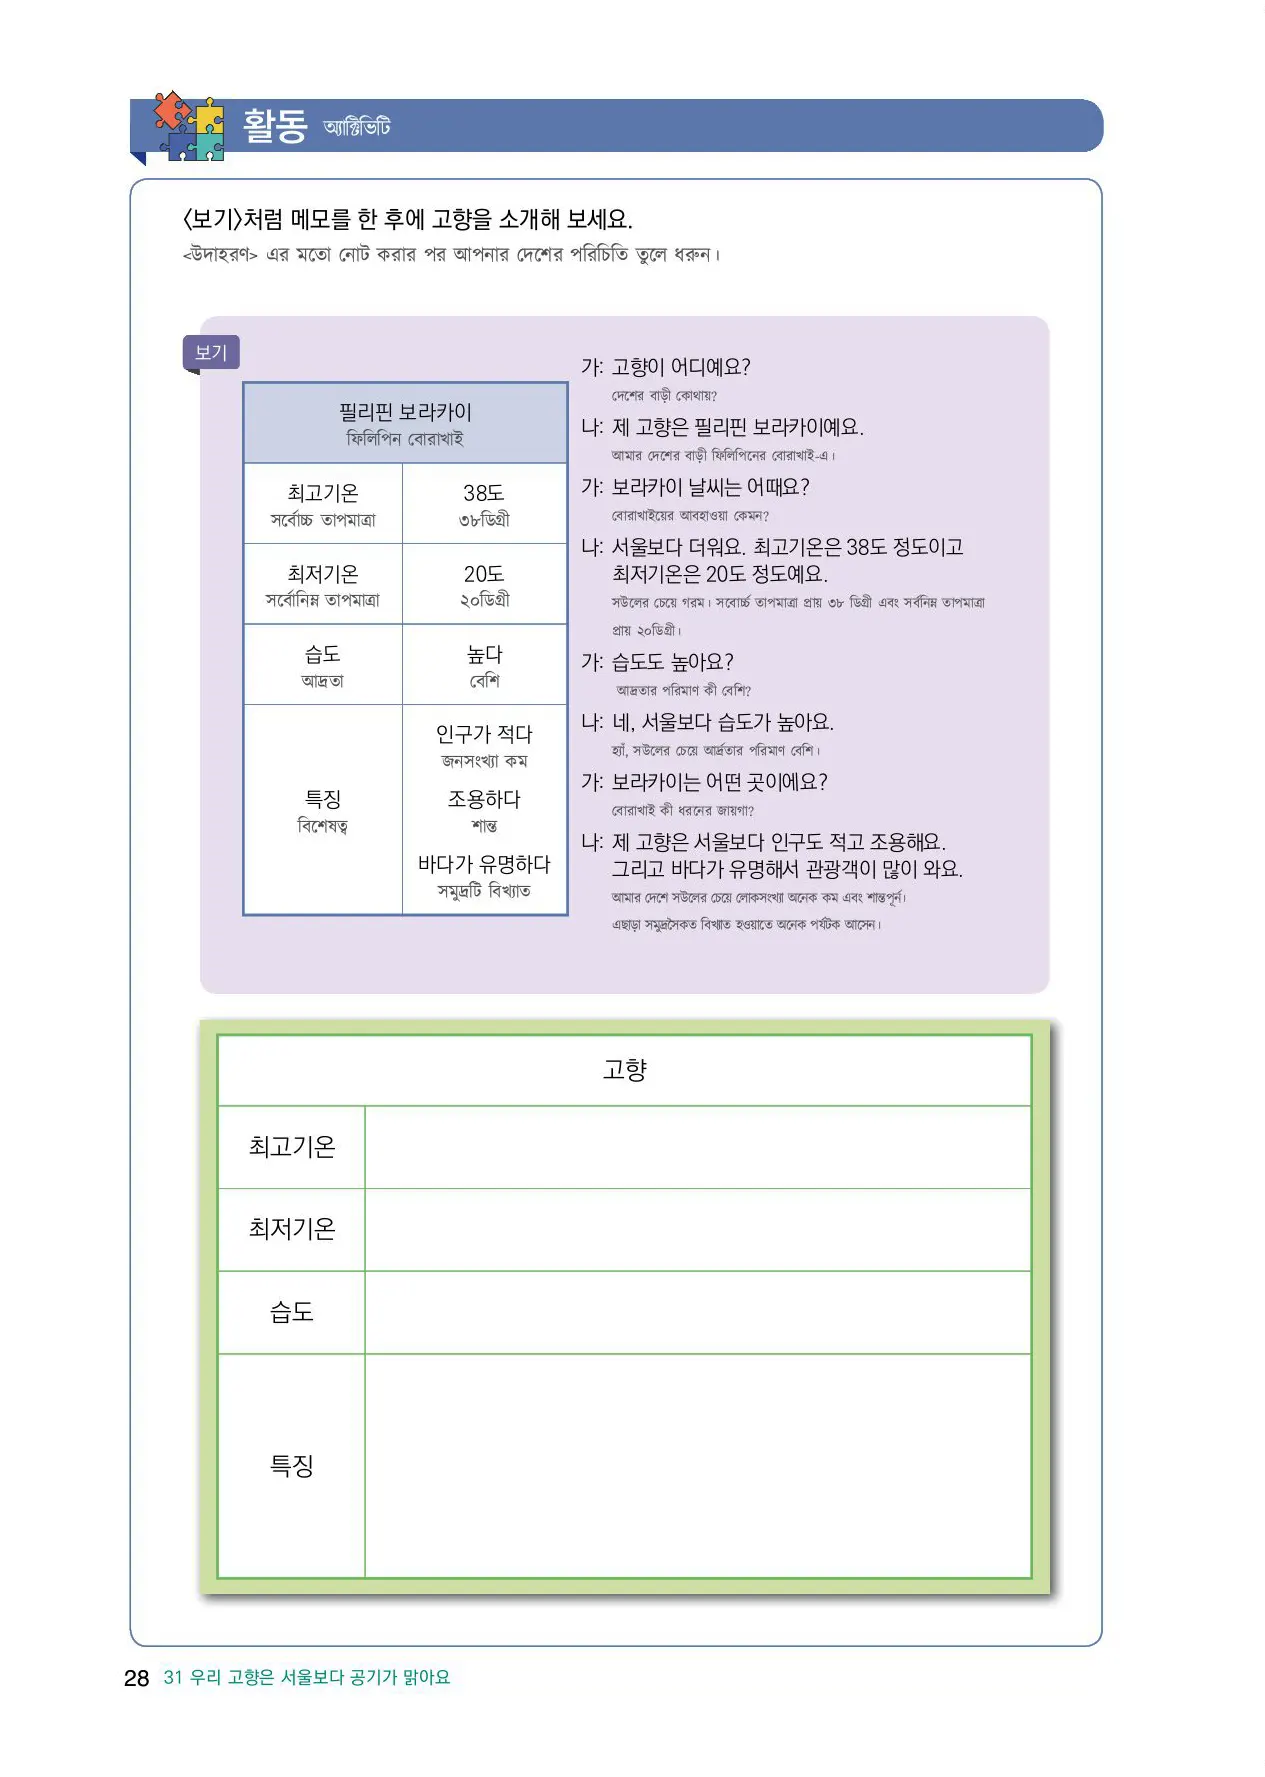 활동 অ্যাক্টিভিটি
<보기>처럼 메모를 한 후에 고향을 소개해 보세요.
<উদাহরণ> এর মতো নোট করার পর আপনার দেশের পরিচিতি তুলে ধরুন।
보기
필리핀 보라카이
ফিলিপিন বোরাখাই
최고기온 38도
সর্বোচ্চ তাপমাত্রা ৩৮ডিগ্রী
최저기온 20도
সর্বোনিম্ন তাপমাত্রা ২০ডিগ্রী
습도 높다
আদ্রতা বেশি
특징
বিশেষত্ব
인구가 적다
জনসংখ্যা কম
조용하다
শান্ত
바다가 유명하다
সমুদ্রটি বিখ্যাত
가: 고향이 어디예요?
দেশের বাড়ী কোথায়?
나: 제 고향은 필리핀 보라카이예요.
আমার দেশের বাড়ী ফিলিপিনের বোরাখাই-এ।
가: 보라카이 날씨는 어때요?
বোরাখাইয়ের আবহাওয়া কেমন?
나: 서울보다 더워요. 최고기온은 38도 정도이고
최저기온은 20도 정도예요.
সউলের চেয়ে গরম। সবোর্চ্চ তাপমাত্রা প্রায় ৩৮ ডিগ্রী এবং সর্বনিম্ন তাপমাত্রা
প্রায় ২০ডিগ্রী।
가: 습도도 높아요?
আদ্রতার পরিমাণ কী বেশি?
나: 네, 서울보다 습도가 높아요.
হ্যাঁ, সউলের চেয়ে আর্দ্রতার পরিমাণ বেশি।
가: 보라카이는 어떤 곳이에요?
বোরাখাই কী ধরনের জায়গা?
나: 제 고향은 서울보다 인구도 적고 조용해요.
그리고 바다가 유명해서 관광객이 많이 와요.
আমার দেশে সউলের চেয়ে লোকসংখ্যা অনেক কম এবং শান্তপূর্ন।
এছাড়া সমুদ্রসৈকত বিখ্যাত হওয়াতে অনেক পর্যটক আসেন।
고향
최고기온
최저기온
습도
특징
28 31 우리 고향은 서울보다 공기가 맑아요